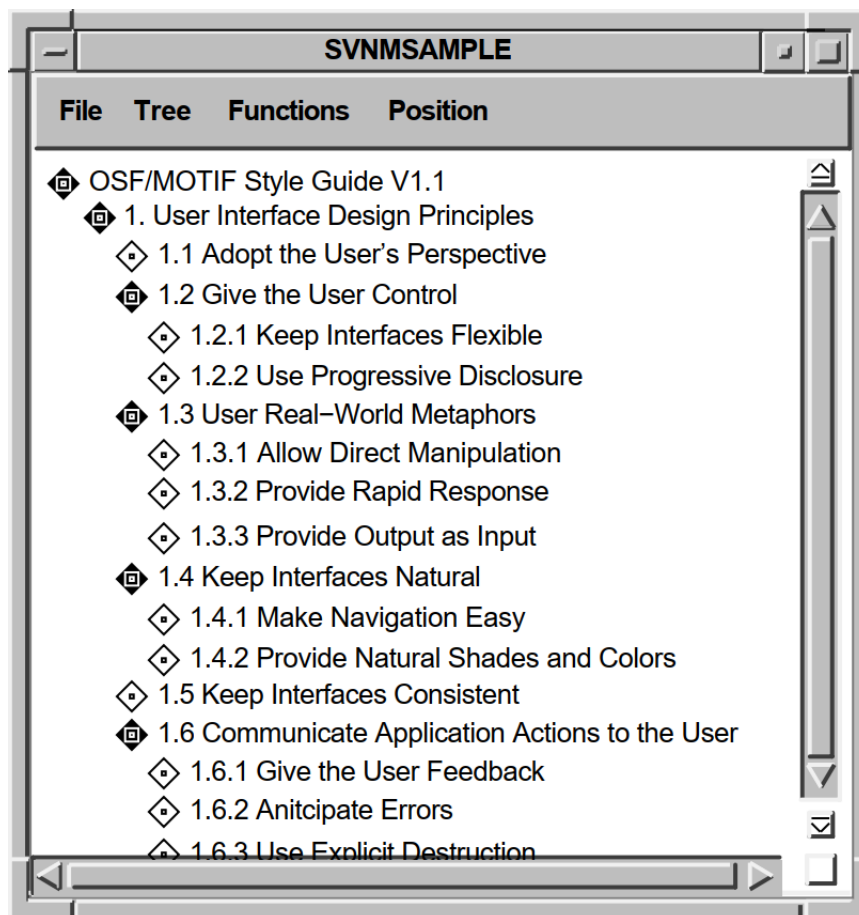 SVNMSAMPLE
File Tree Functions Position
OSF/MOTIF Style Guide V1.1
1. User Interface Design Principles
1.1 Adopt the User's Perspective
1.2 Give the User Control
1.2.1 Keep Interfaces Flexible
1.2.2 Use Progressive Disclosure
1.3 User Real−World Metaphors
1.3.1 Allow Direct Manipulation
1.3.2 Provide Rapid Response
1.3.3 Provide Output as Input
1.4 Keep Interfaces Natural
1.4.1 Make Navigation Easy
1.4.2 Provide Natural Shades and Colors
1.5 Keep Interfaces Consistent
1.6 Communicate Application Actions to the User
1.6.1 Give the User Feedback
1.6.2 Anitcipate Errors
1.6.3 Use Explicit Destruction